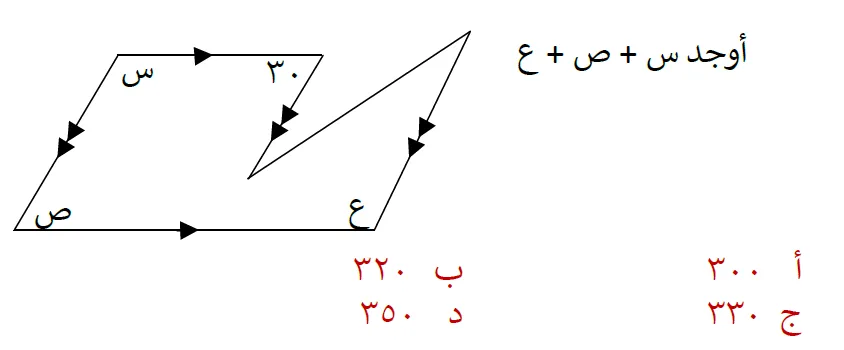 أوجد س + ص + ع
س
٣٠
ص
ع
أ ٣٠٠
ب ٣٢٠
ج ٣٣٠
د ٣٥٠